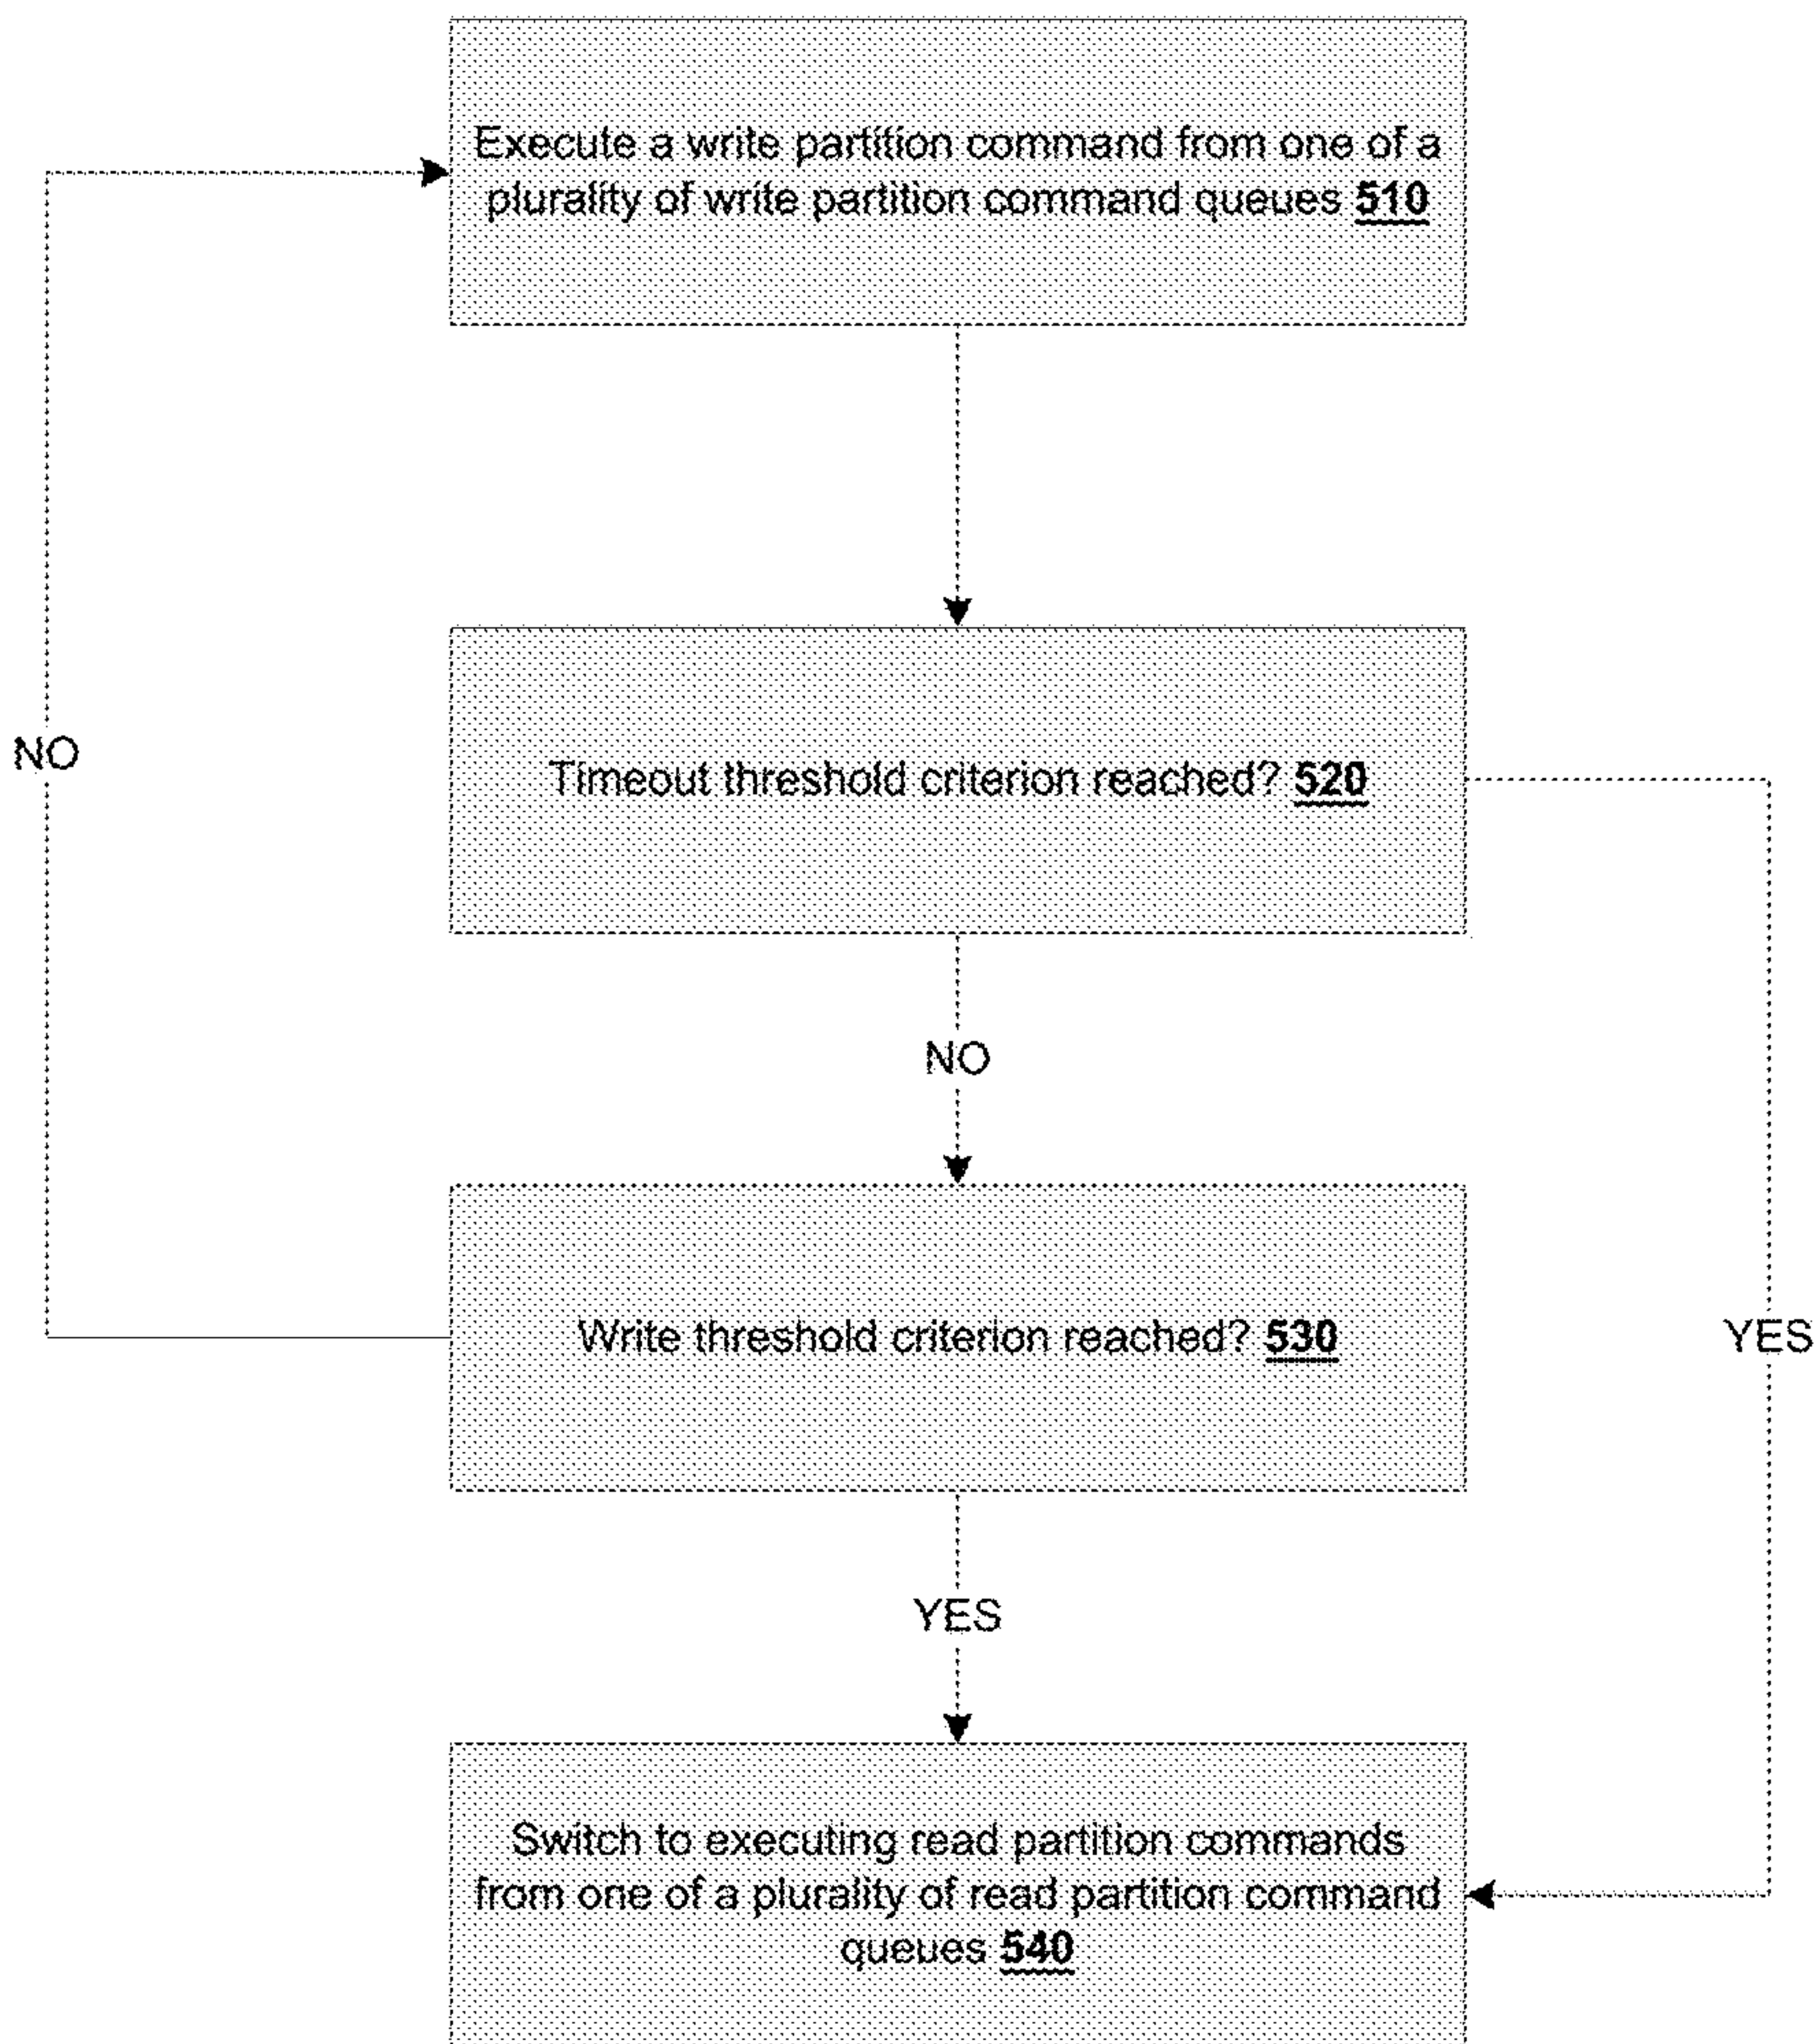 Execute a write partition command from one of a
plurality of write partition command queues 510
NO
Timeout threshold criterion reached? 520
NO
Write threshold criterion reached? 530
YES
YES
Switch to executing read partition commands
from one of a plurality of read partition command
queues 540